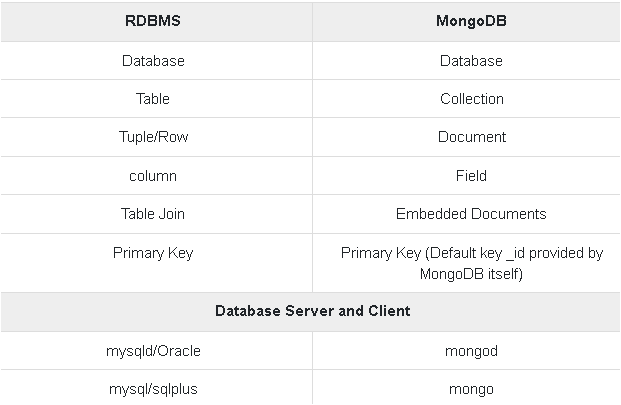 RDBMS MongoDB
Database Database
Table Collection
Tuple/Row Document
column Field
Table Join Embedded Documents
Primary Key Primary Key (Default key _id provided by
MongoDB itself)
Database Server and Client
mysqld/Oracle mongod
mysql/sqlplus mongo